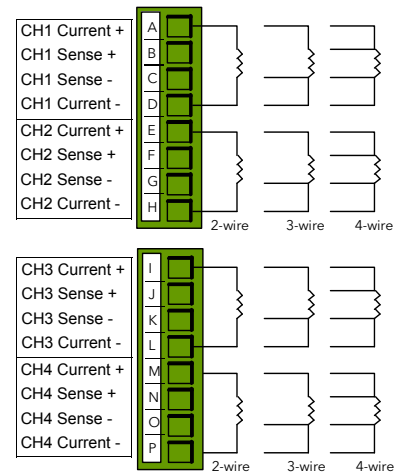 CH1 Current + A
CH1 Sense + B
CH1 Sense - C
CH1 Current - D
CH2 Current + E
CH2 Sense + F
CH2 Sense - G
CH2 Current - H
2-wire 3-wire 4-wire
CH3 Current + I
CH3 Sense + J
CH3 Sense - K
CH3 Current - L
CH4 Current + M
CH4 Sense + N
CH4 Sense - O
CH4 Current - P
2-wire 3-wire 4-wire